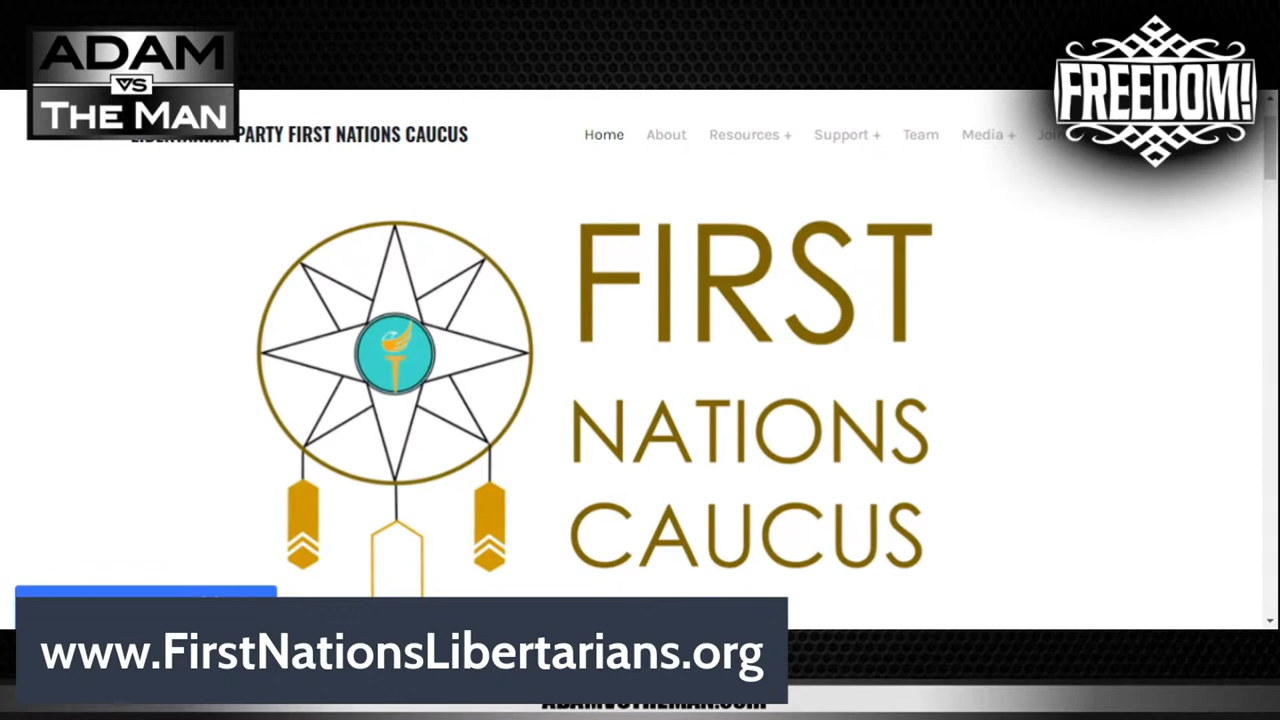 ADAM
VS
THE MAN
FREEDOM!
PARTY FIRST NATIONS CAUCUS
Home About Resources + Support + Team Media +
FIRST
NATIONS
CAUCUS
www.FirstNationsLibertarians.org